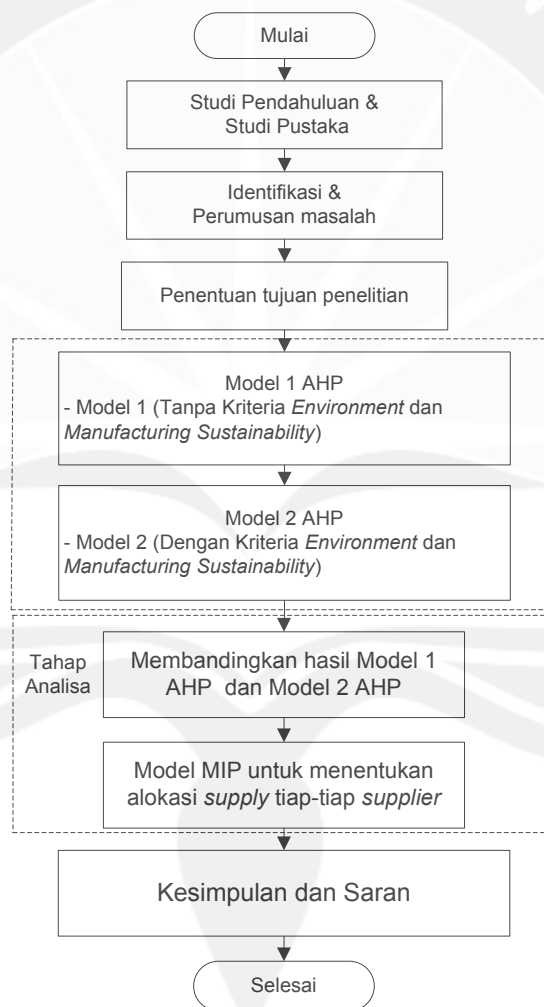 Mulai
Studi Pendahuluan &
Studi Pustaka
Identifikasi &
Perumusan masalah
Penentuan tujuan penelitian
Model 1 AHP
- Model 1 (Tanpa Kriteria Environment dan
Manufacturing Sustainability)
Model 2 AHP
- Model 2 (Dengan Kriteria Environment dan
Manufacturing Sustainability)
Tahap
Analisa
Membandingkan hasil Model 1
AHP dan Model 2 AHP
Model MIP untuk menentukan
alokasi supply tiap-tiap supplier
Kesimpulan dan Saran
Selesai